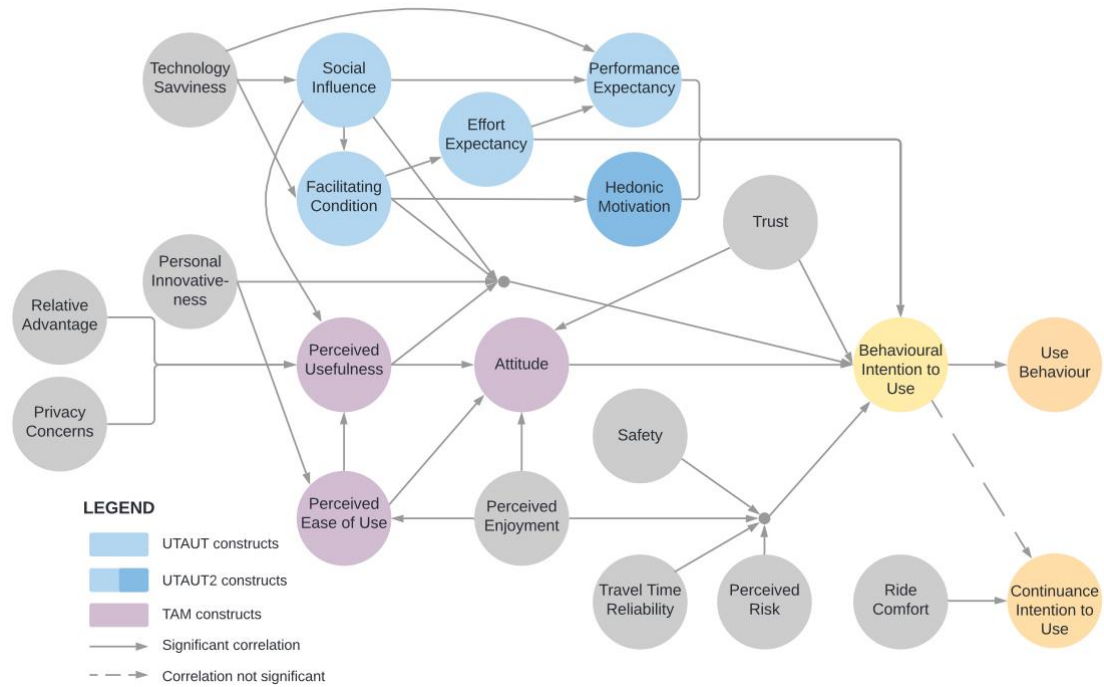 Technology
Savviness
Social
Influence
Performance
Expectancy
Effort
Expectancy
Facilitating
Condition
Hedonic
Motivation
Trust
Personal
Innovative-
ness
Relative
Advantage
Privacy
Concerns
Perceived
Usefulness
Attitude
Behavioural
Intention to
Use
Use
Behaviour
Safety
Perceived
Ease of Use
Perceived
Enjoyment
Travel Time
Reliability
Perceived
Risk
Ride
Comfort
Continuance
Intention to
Use
LEGEND
UTAUT constructs
UTAUT2 constructs
TAM constructs
Significant correlation
Correlation not significant